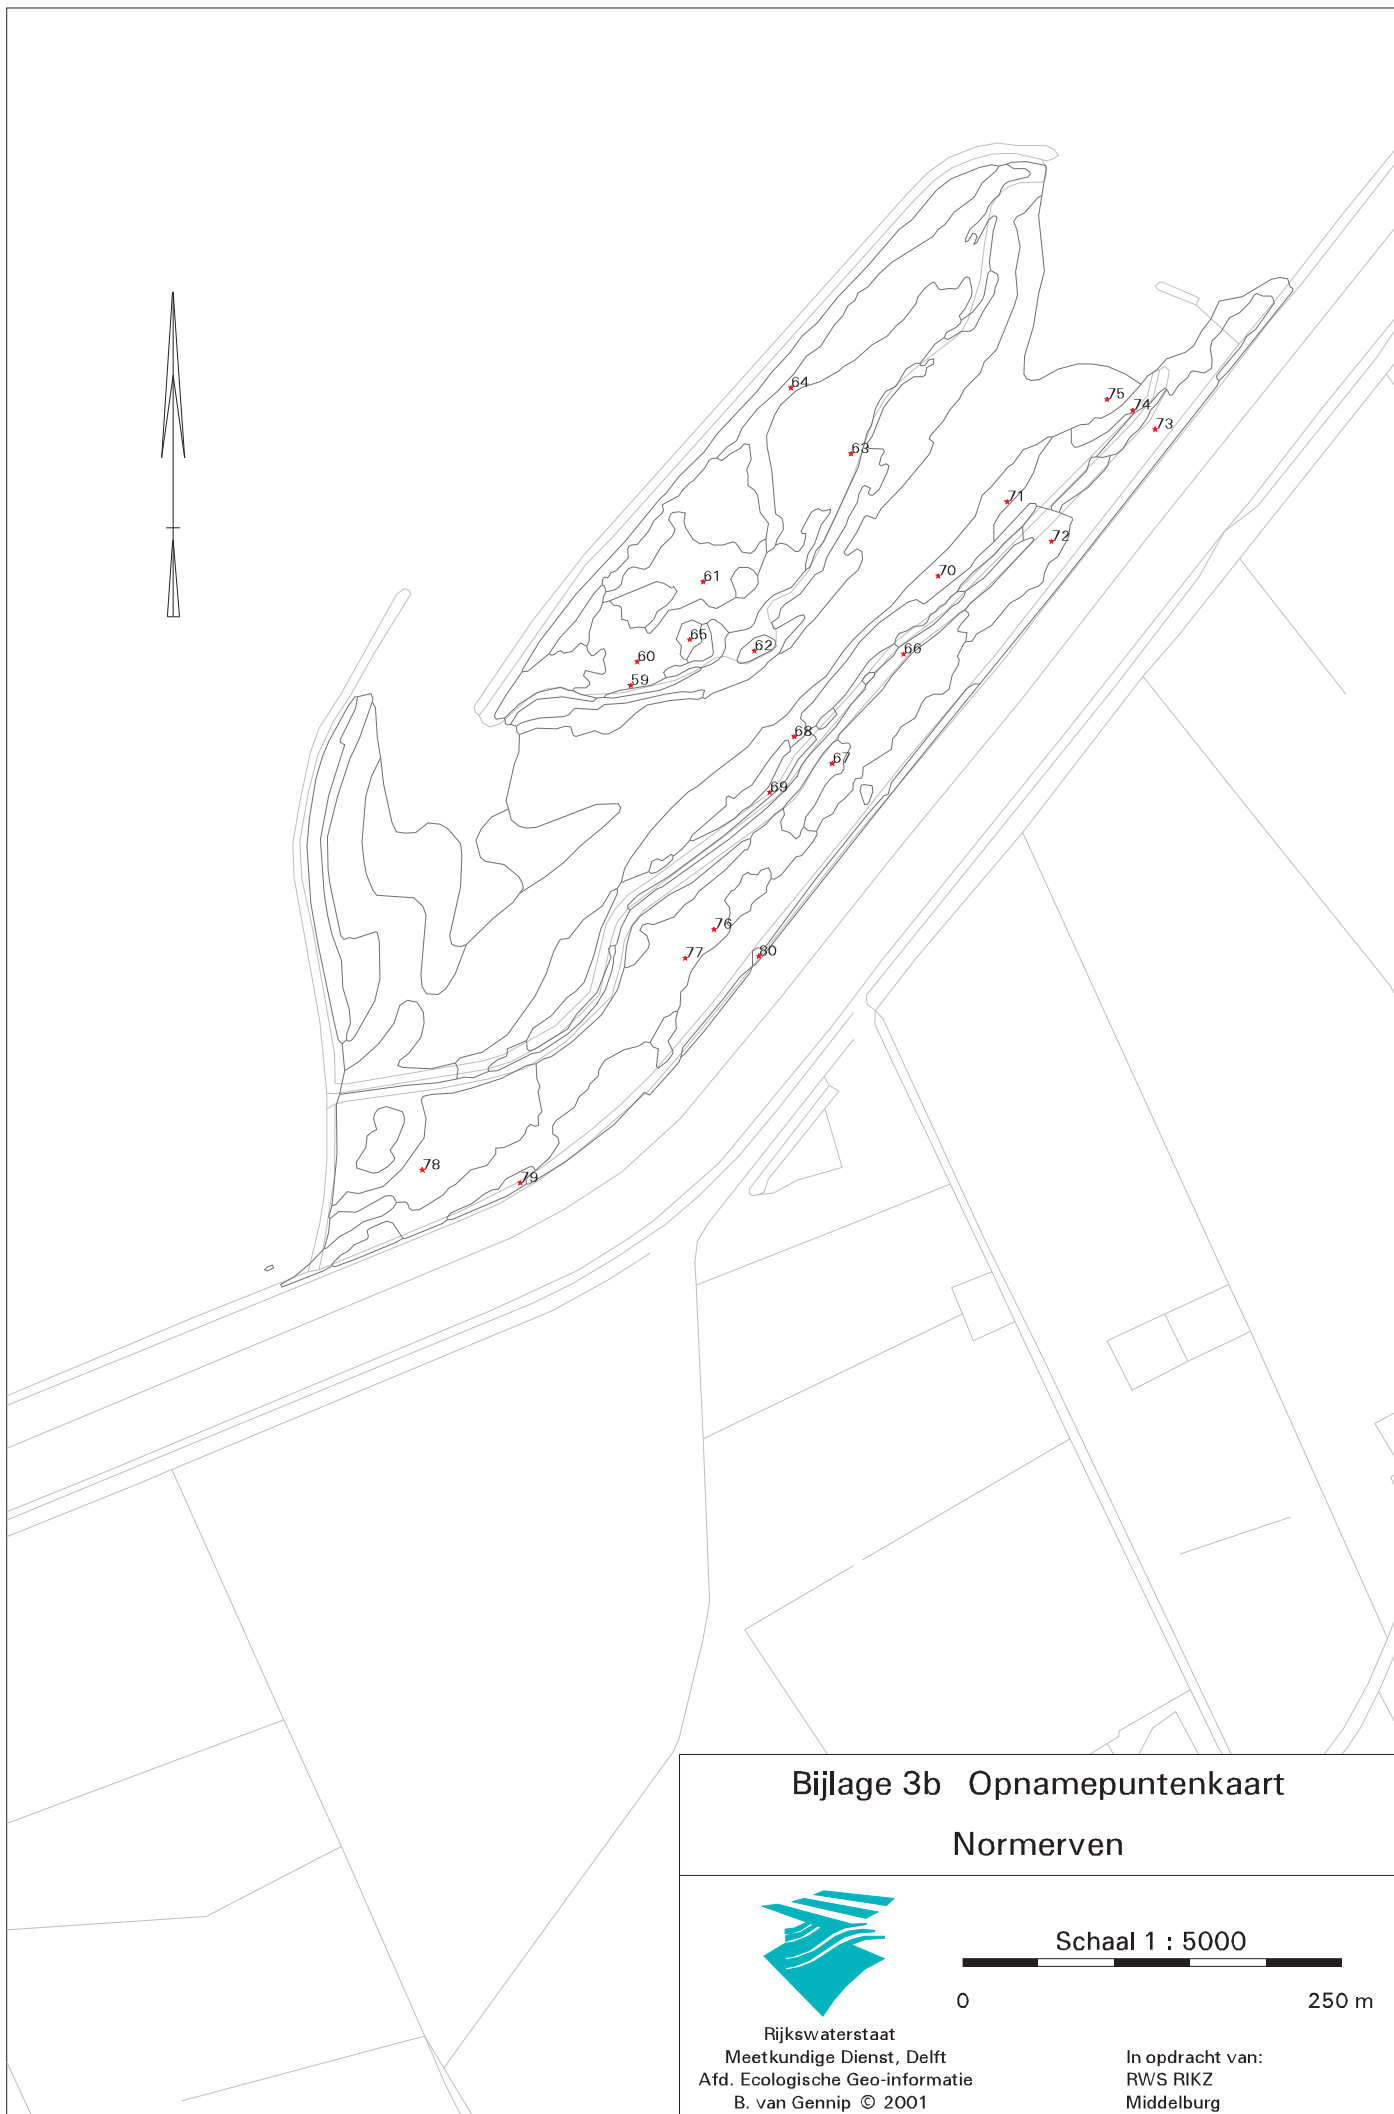 64
75
74
73
63
71
72
61
70
65
62
60
66
59
68
67
69
76
77
80
78
79
Bijlage 3b Opnamepuntenkaart
Normerven
Schaal 1 : 5000
0 250 m
Rijkswaterstaat
Meetkundige Dienst, Delft
Afd. Ecologische Geo-informatie
B. van Gennip © 2001
In opdracht van:
RWS RIKZ
Middelburg